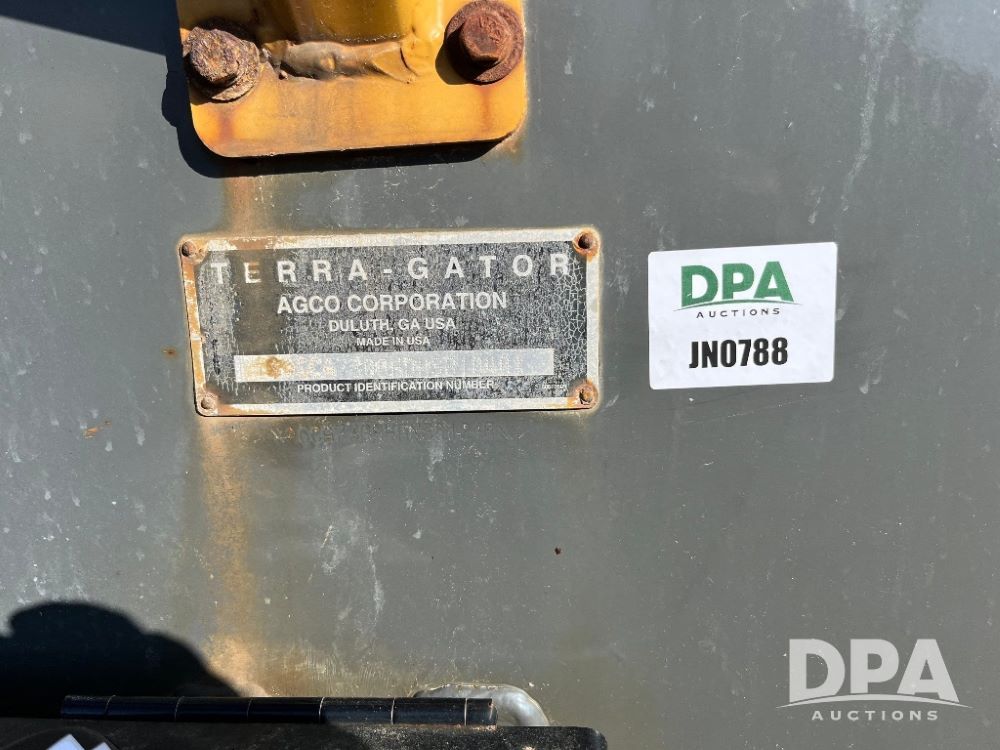 TERRA-GATOR
AGCO CORPORATION
DULUTH, GA USA
MADE IN USA
PRODUCT IDENTIFICATION NUMBER
DPA
AUCTIONS
JN0788
DPA
AUCTIONS